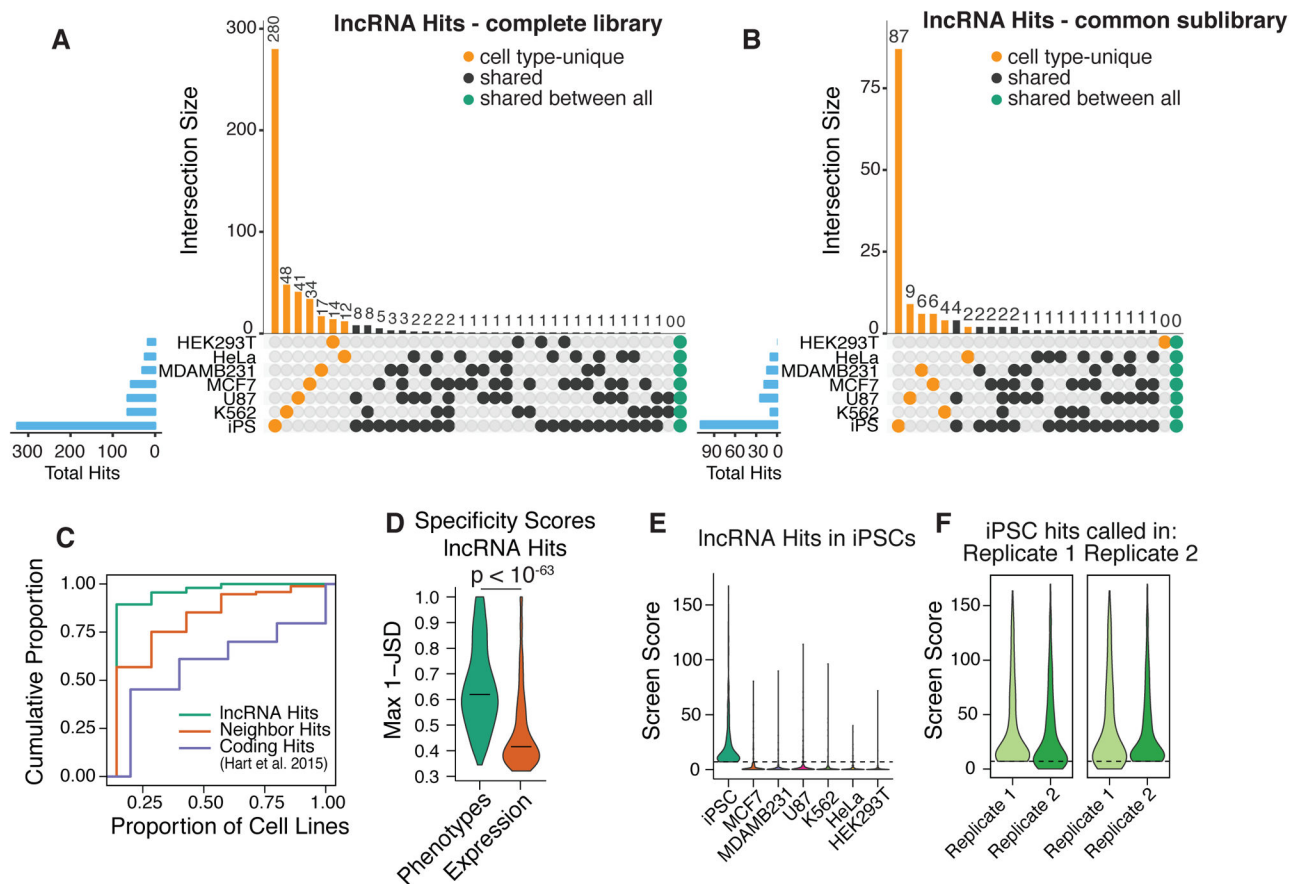 A
lncRNA Hits - complete library
cell type-unique
shared
shared between all
Intersection Size
300
200
100
0
280 48 41 34 17 14 12 8 8 5 3 3 2 2 2 2 1 1 1 1 1 1 1 1 1 1 1 1 1 1 1 1 1 1 0 0
HEK293T
HeLa
MDAMB231
MCF7
U87
K562
iPS
300 200 100 0
Total Hits
B
lncRNA Hits - common sublibrary
cell type-unique
shared
shared between all
Intersection Size
75
50
25
0
87 9 6 6 4 4 2 2 2 2 2 1 1 1 1 1 1 1 1 1 1 1 1 0 0
HEK293T
HeLa
MDAMB231
MCF7
U87
K562
iPS
90 60 30 0
Total Hits
C
Cumulative Proportion
1.00
0.75
0.50
0.25
0.00
lncRNA Hits
Neighbor Hits
Coding Hits
(Hart et al. 2015)
0.25 0.50 0.75 1.00
Proportion of Cell Lines
D
Specificity Scores
lncRNA Hits
p < 10-63
Max 1-JSD
1.0
0.9
0.8
0.7
0.6
0.5
0.4
0.3
Phenotypes
Expression
E
lncRNA Hits in iPSCs
Screen Score
150
100
50
0
iPSC
MCF7
MDAMB231
U87
K562
HeLa
HEK293T
F
iPSC hits called in:
Replicate 1 Replicate 2
Screen Score
150
100
50
0
Replicate 1
Replicate 2
Replicate 1
Replicate 2